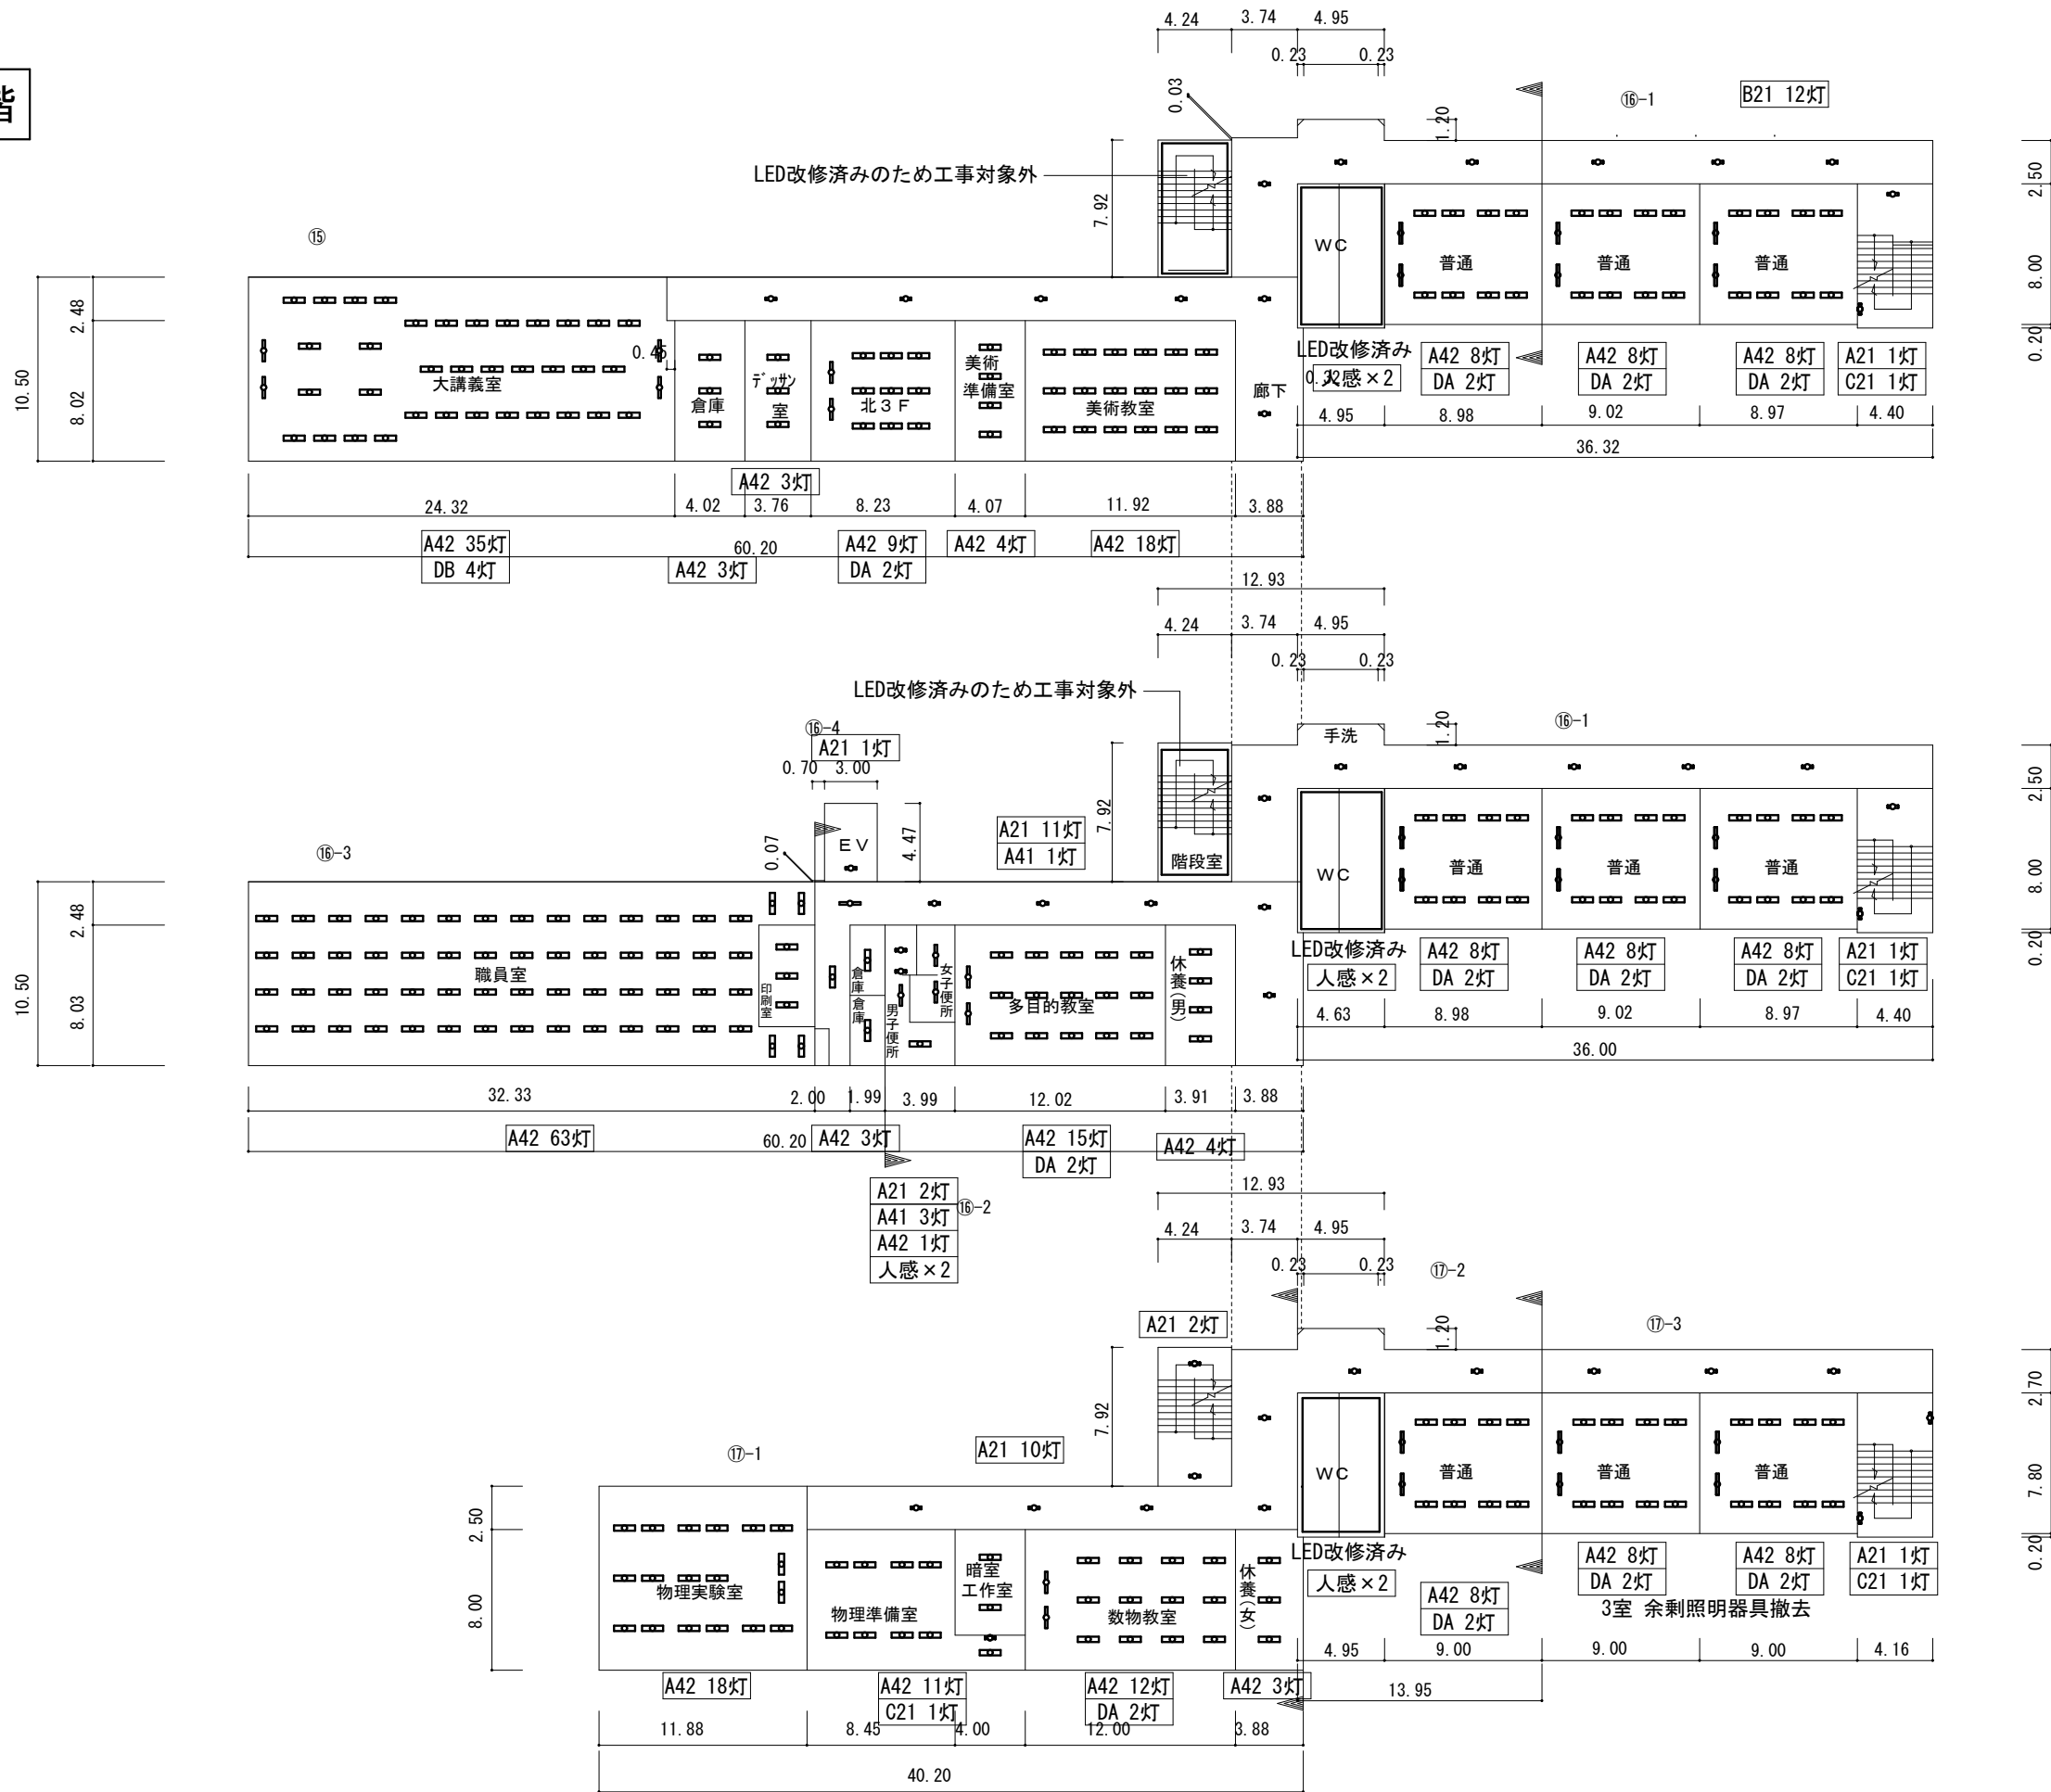 階
4.24 3.74 4.95
0.23 0.23
0.03
1.20
⑯-1
B21 12灯
LED改修済みのため工事対象外
7.92
2.50
8.00
0.20
⑮
2.48
8.02
10.50
大講義室
0.45
倉庫
デッサン
室
北3F
美術
準備室
美術教室
廊下
WC
普通
普通
普通
LED改修済み
人感×2
0.32
A42 8灯
DA 2灯
A42 8灯
DA 2灯
A42 8灯
DA 2灯
A21 1灯
C21 1灯
4.95 8.98 9.02 8.97 4.40
36.32
A42 3灯
24.32 4.02 3.76 8.23 4.07 11.92 3.88
A42 35灯
DB 4灯
60.20
A42 3灯
A42 9灯
DA 2灯
A42 4灯
A42 18灯
12.93
4.24 3.74 4.95
0.23 0.23
LED改修済みのため工事対象外
⑯-4
A21 1灯
0.70 3.00
手洗
1.20
⑯-1
2.50
8.00
0.20
⑯-3
0.07
EV
4.47
A21 11灯
A41 1灯
7.92
階段室
2.48
8.03
10.50
職員室
印刷室
倉庫
倉庫
男子便所
女子便所
多目的教室
休養(男)
WC
普通
普通
普通
LED改修済み
人感×2
A42 8灯
DA 2灯
A42 8灯
DA 2灯
A42 8灯
DA 2灯
A21 1灯
C21 1灯
4.63 8.98 9.02 8.97 4.40
36.00
32.33 2.00 1.99 3.99 12.02 3.91 3.88
A42 63灯
60.20
A42 3灯
A42 15灯
DA 2灯
A42 4灯
A21 2灯
A41 3灯
A42 1灯
人感×2
⑯-2
12.93
4.24 3.74 4.95
0.23 0.23
⑰-2
A21 2灯
1.20
⑰-3
7.92
2.70
7.80
0.20
⑰-1
A21 10灯
2.50
8.00
物理実験室
物理準備室
暗室
工作室
数物教室
休養(女)
WC
普通
普通
普通
LED改修済み
人感×2
A42 8灯
DA 2灯
A42 8灯
DA 2灯
A42 8灯
DA 2灯
A21 1灯
C21 1灯
3室 余剰照明器具撤去
4.95 9.00 9.00 9.00 4.16
13.95
A42 18灯
A42 11灯
C21 1灯
A42 12灯
DA 2灯
A42 3灯
11.88 8.45 4.00 12.00 3.88
40.20